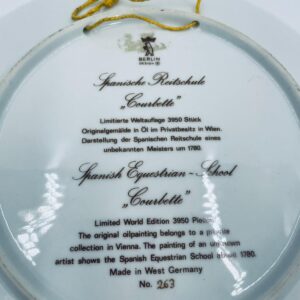 BERLIN
DESIGN
Spanische Reitschule
„Courbette"
Limitierte Weltauflage 3950 Stück
Originalgemälde in Öl im Privatbesitz in Wien.
Darstellung der Spanischen Reitschule eines
unbekannten Meisters um 1780.
Spanish Equestrian-School
„Courbette"
Limited World Edition 3950 Pieces
The original oilpainting belongs to a private
collection in Vienna. The painting of an unknown
artist shows the Spanish Equestrian School above 1780.
Made in West Germany
No. 263